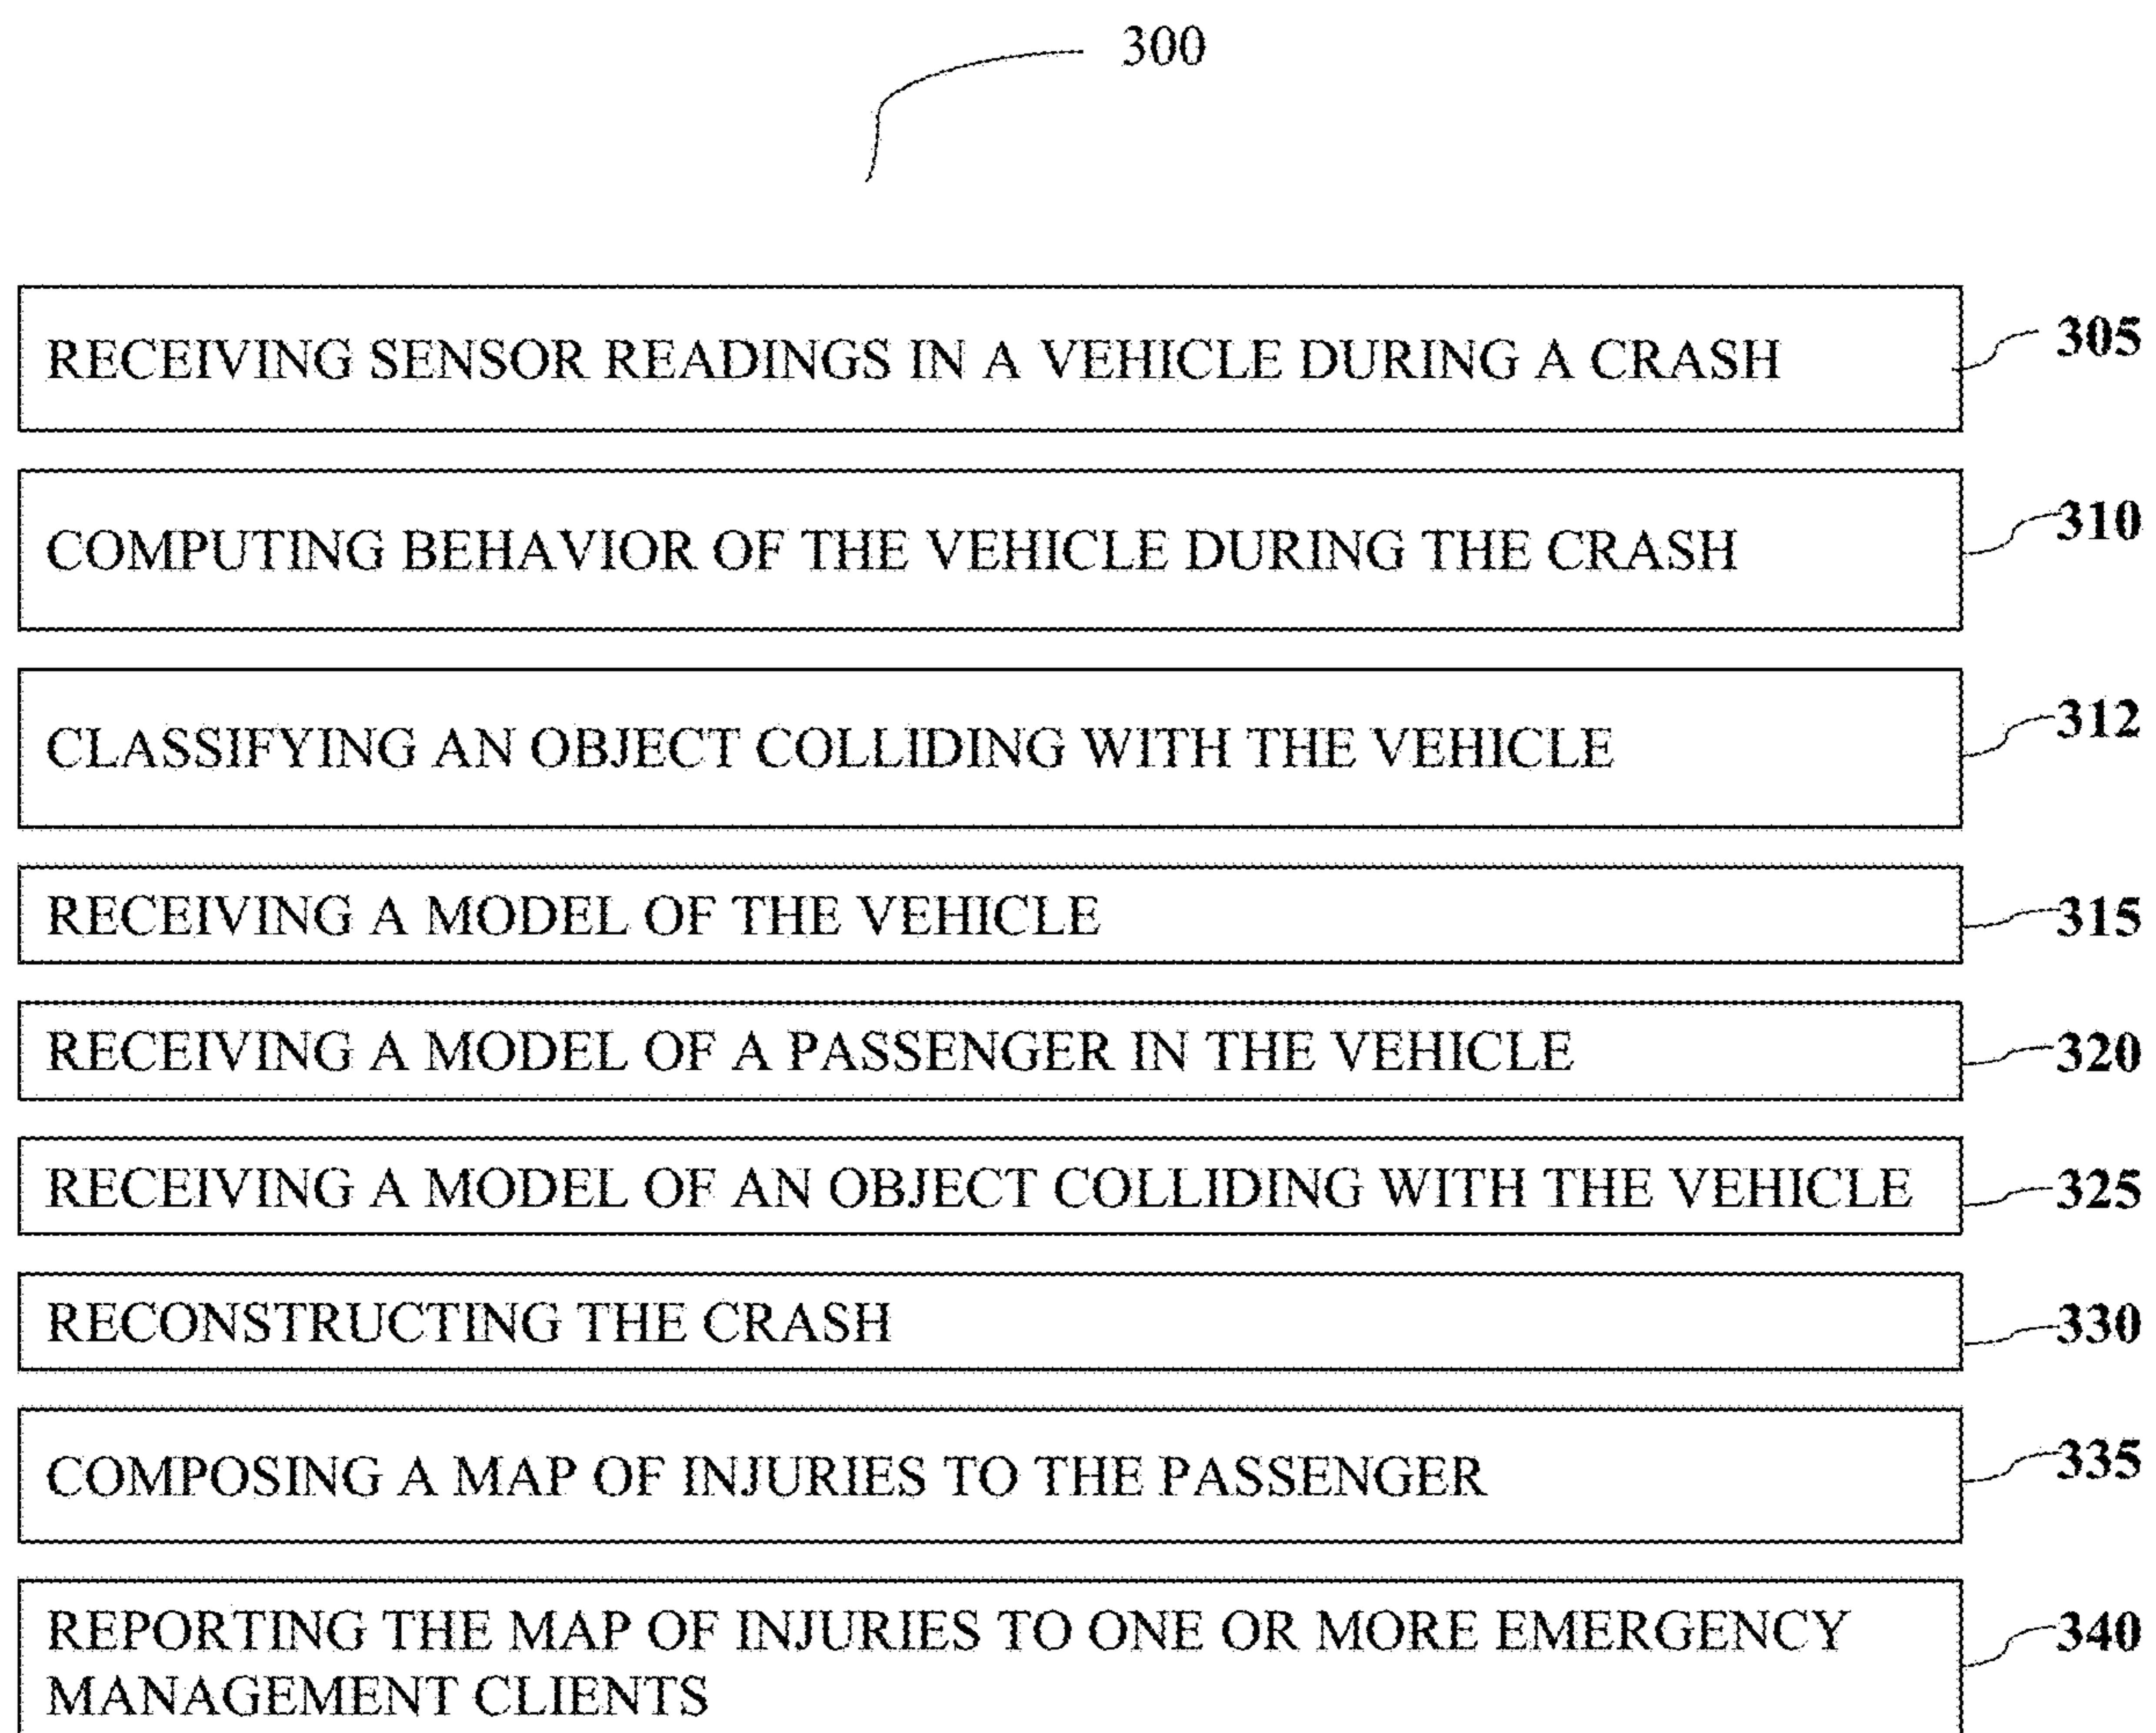 300
RECEIVING SENSOR READINGS IN A VEHICLE DURING A CRASH 305
COMPUTING BEHAVIOR OF THE VEHICLE DURING THE CRASH 310
CLASSIFYING AN OBJECT COLLIDING WITH THE VEHICLE 312
RECEIVING A MODEL OF THE VEHICLE 315
RECEIVING A MODEL OF A PASSENGER IN THE VEHICLE 320
RECEIVING A MODEL OF AN OBJECT COLLIDING WITH THE VEHICLE 325
RECONSTRUCTING THE CRASH 330
COMPOSING A MAP OF INJURIES TO THE PASSENGER 335
REPORTING THE MAP OF INJURIES TO ONE OR MORE EMERGENCY 340
MANAGEMENT CLIENTS